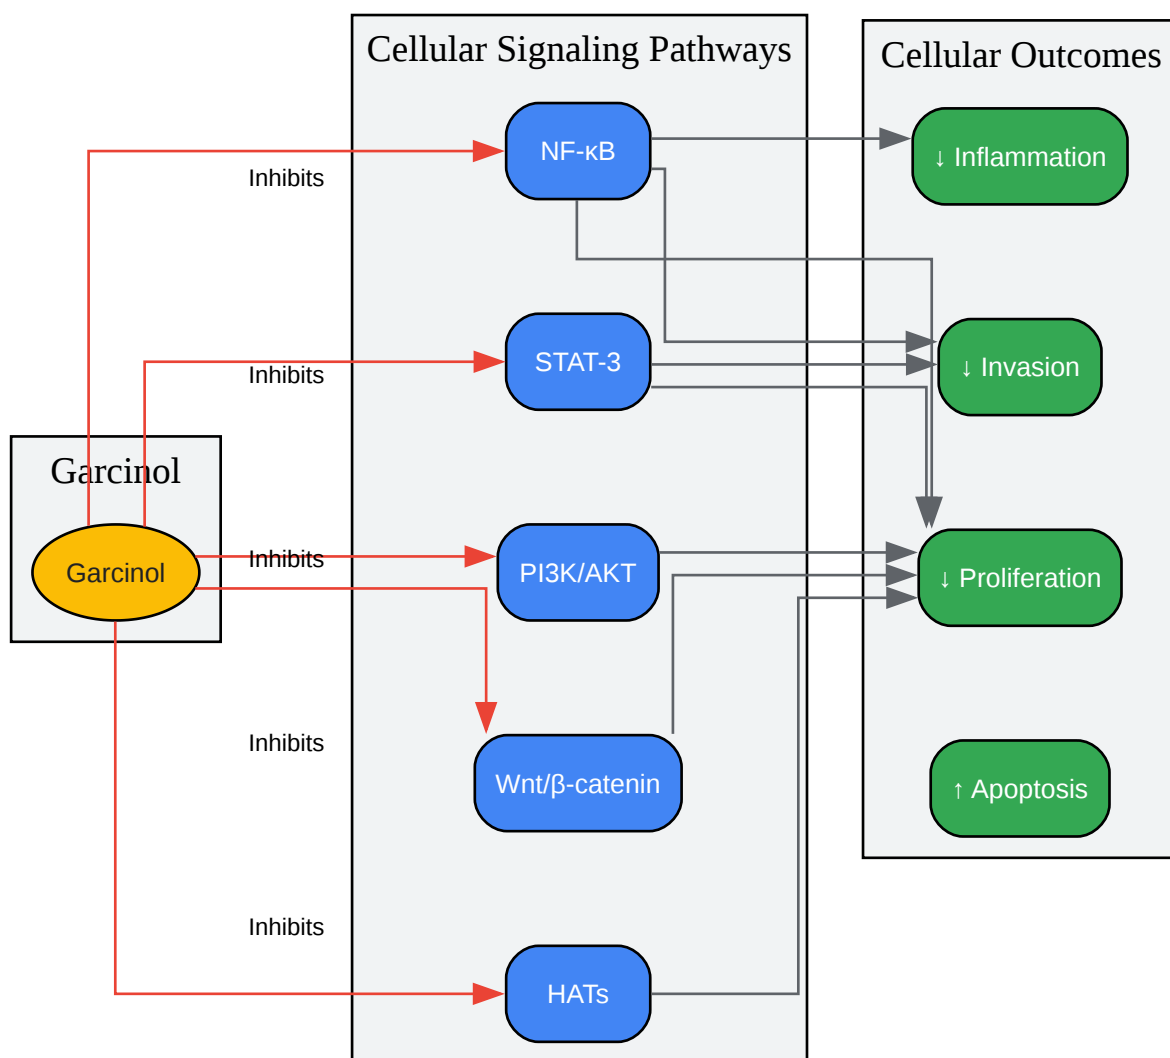 Cellular Signaling Pathways
Cellular Outcomes
NF-κB
↓ Inflammation
Inhibits
STAT-3
↓ Invasion
Inhibits
Garcinol
Garcinol
Inhibits
PI3K/AKT
↓ Proliferation
Inhibits
Wnt/β-catenin
↑ Apoptosis
Inhibits
HATs